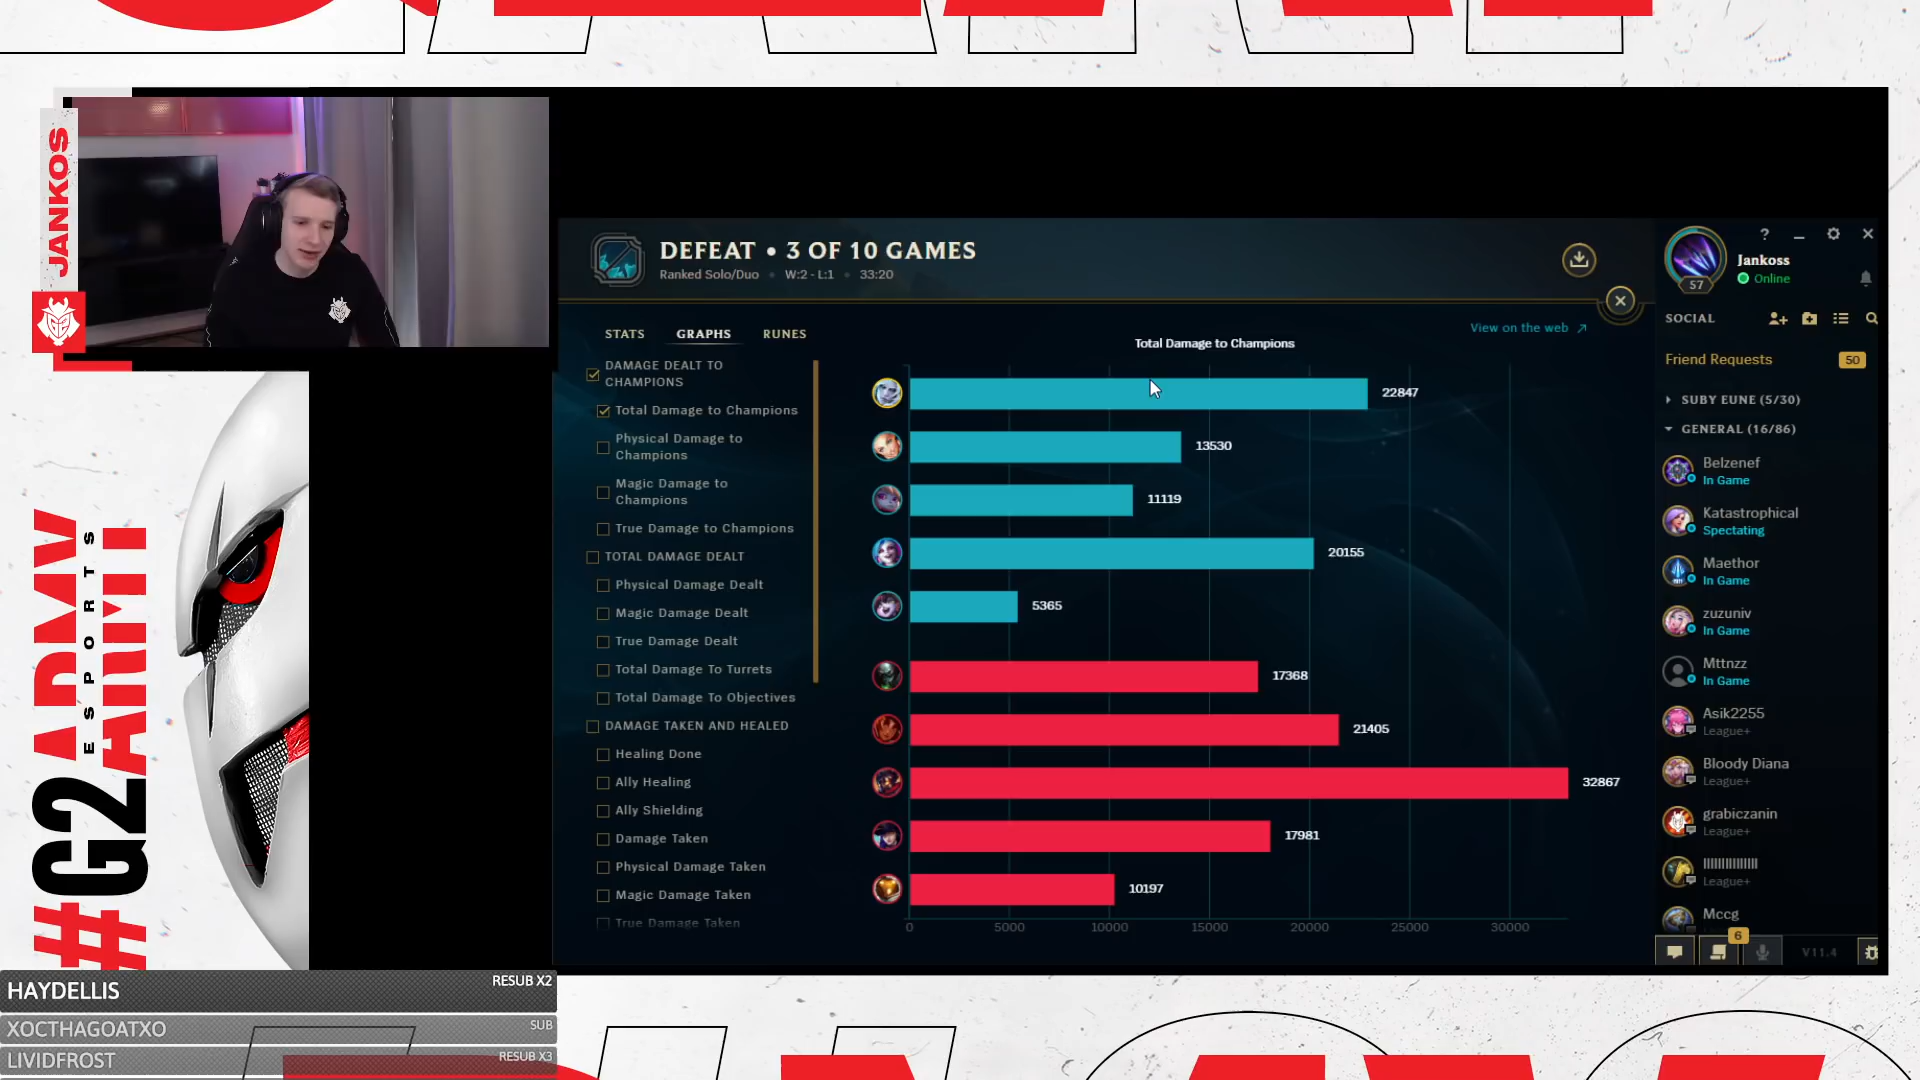 JANKOS
#G2ARMY
ESPORTS
DEFEAT • 3 OF 10 GAMES
Ranked Solo/Duo • W:2 - L:1 • 33:20
STATS GRAPHS RUNES
View on the web
Total Damage to Champions
DAMAGE DEALT TO
CHAMPIONS
Total Damage to Champions
Physical Damage to
Champions
Magic Damage to
Champions
True Damage to Champions
TOTAL DAMAGE DEALT
Physical Damage Dealt
Magic Damage Dealt
True Damage Dealt
Total Damage To Turrets
Total Damage To Objectives
DAMAGE TAKEN AND HEALED
Healing Done
Ally Healing
Ally Shielding
Damage Taken
Physical Damage Taken
Magic Damage Taken
True Damage Taken
22847
13530
11119
20155
5365
17368
21405
32867
17981
10197
0 5000 10000 15000 20000 25000 30000
?
57
Jankoss
Online
SOCIAL
Friend Requests 50
SUBY EUNE (5/30)
GENERAL (16/86)
Belzenef
In Game
Katastrophical
Spectating
Maethor
In Game
zuzuniv
In Game
Mttnzz
In Game
Asik2255
League+
Bloody Diana
League+
grabiczanin
League+
League+
Mccg
6
V11.4
HAYDELLIS RESUB X2
XOCTHAGOATXO SUB
LIVIDFROST RESUB X3